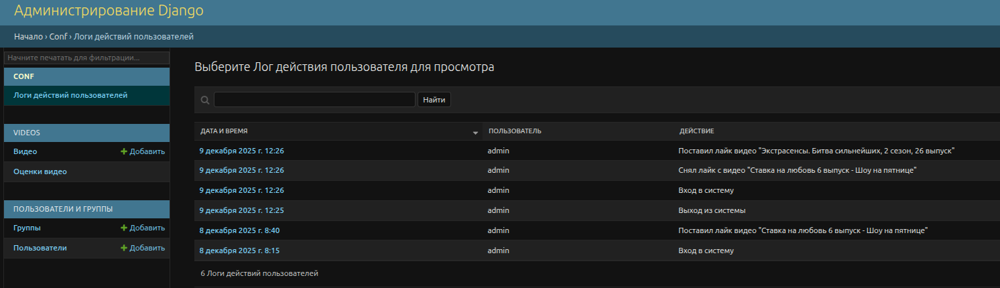 Администрирование Django
Начало › Conf › Логи действий пользователей
Начните печатать для фильтрации...
CONF
Логи действий пользователей
VIDEOS
Видео + Добавить
Оценки видео
ПОЛЬЗОВАТЕЛИ И ГРУППЫ
Группы + Добавить
Пользователи + Добавить
Выберите Лог действия пользователя для просмотра
Найти
ДАТА И ВРЕМЯ ПОЛЬЗОВАТЕЛЬ ДЕЙСТВИЕ
9 декабря 2025 г. 12:26 admin Поставил лайк видео "Экстрасенсы. Битва сильнейших, 2 сезон, 26 выпуск"
9 декабря 2025 г. 12:26 admin Снял лайк с видео "Ставка на любовь 6 выпуск - Шоу на пятнице"
9 декабря 2025 г. 12:26 admin Вход в систему
9 декабря 2025 г. 12:25 admin Выход из системы
8 декабря 2025 г. 8:40 admin Поставил лайк видео "Ставка на любовь 6 выпуск - Шоу на пятнице"
8 декабря 2025 г. 8:15 admin Вход в систему
6 Логи действий пользователей